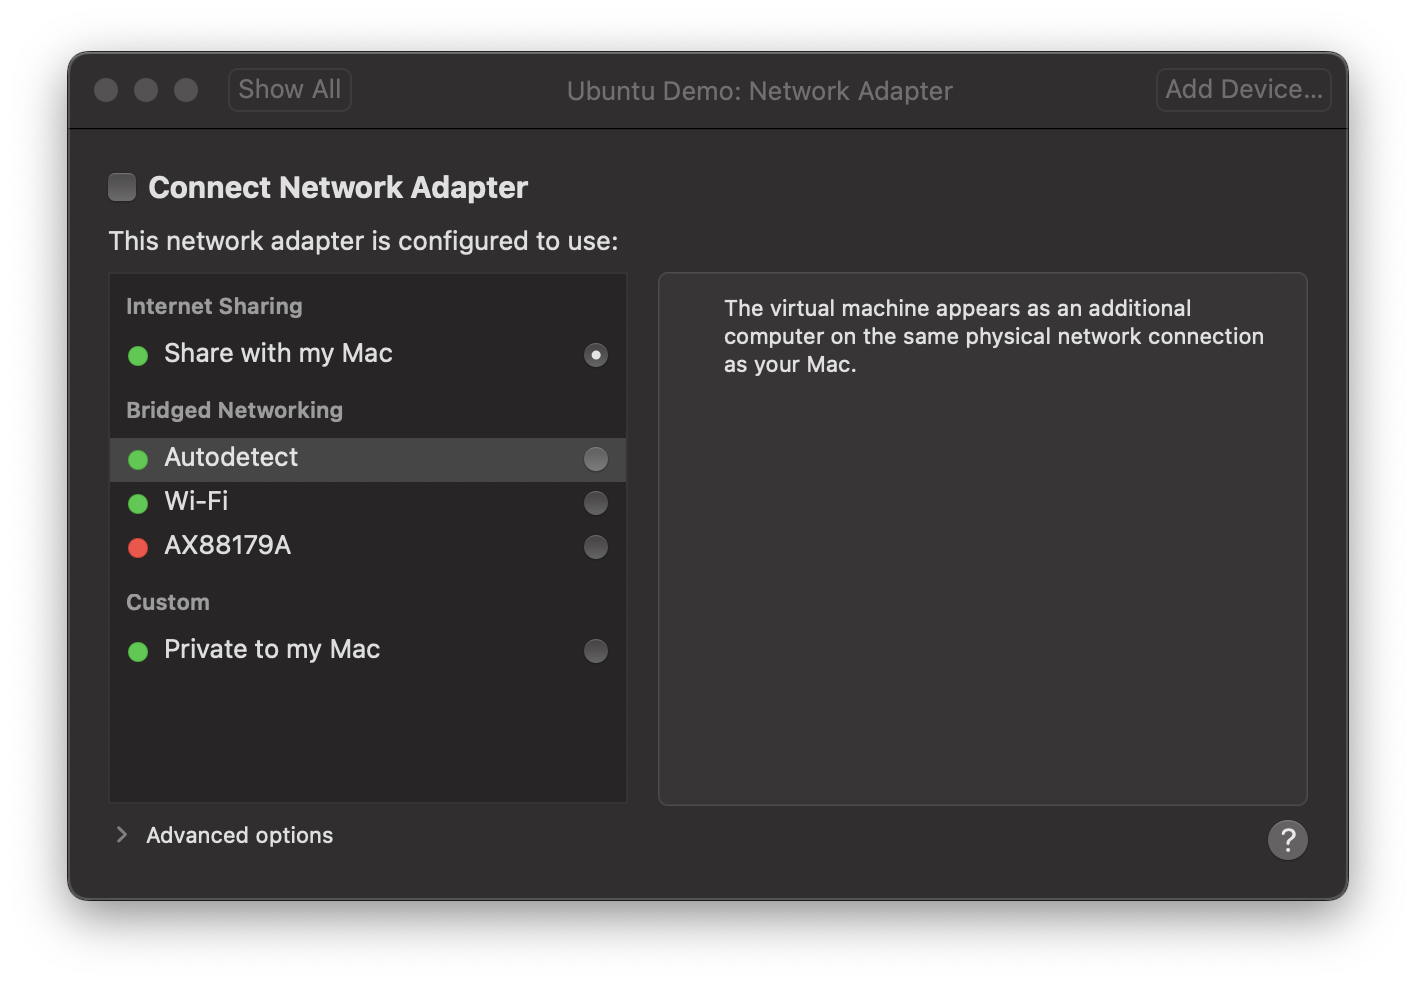 Show All
Ubuntu Demo: Network Adapter
Add Device...
Connect Network Adapter
This network adapter is configured to use:
Internet Sharing
Share with my Mac
Bridged Networking
Autodetect
Wi-Fi
AX88179A
Custom
Private to my Mac
The virtual machine appears as an additional
computer on the same physical network connection
as your Mac.
Advanced options
?